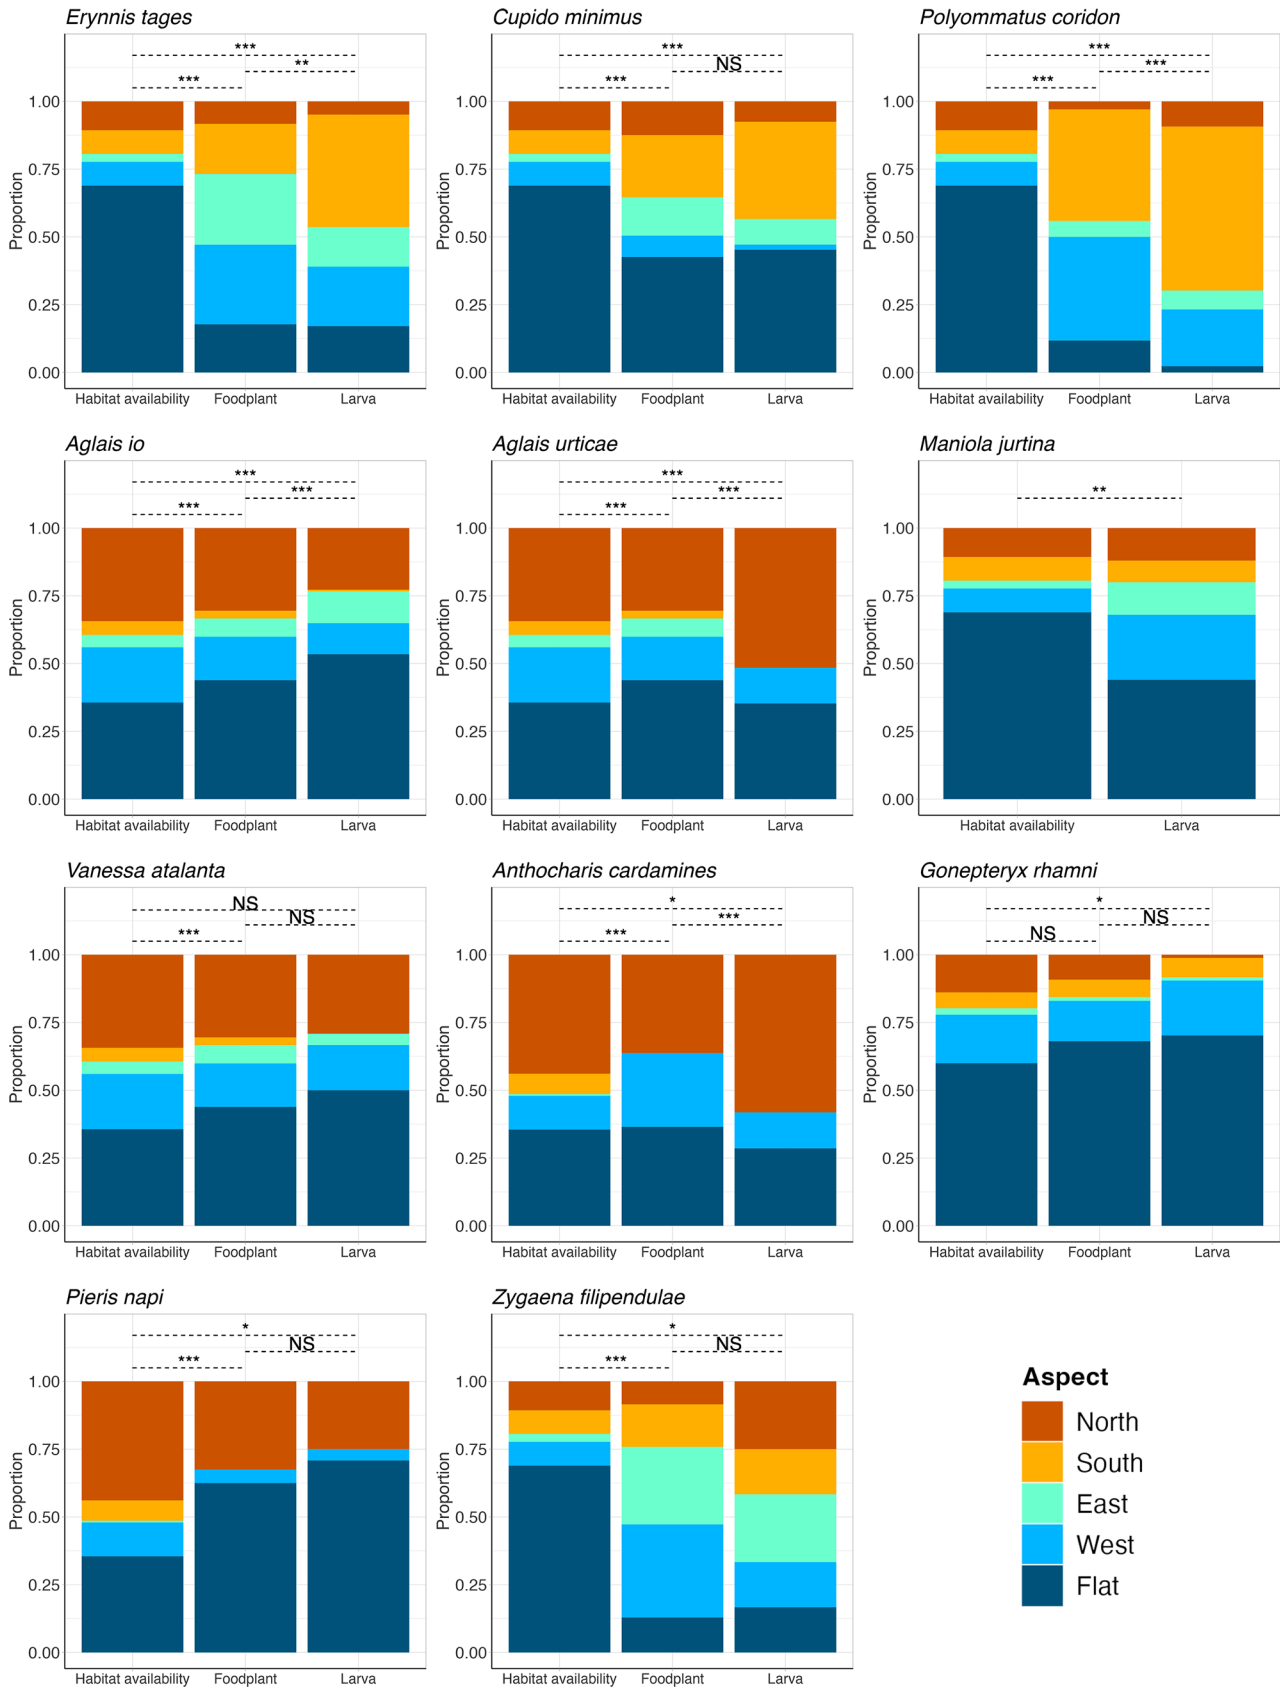 Erynnis tages
Cupido minimus
Polyommatus coridon
***
**
***
***
NS
***
***
***
***
Proportion
1.00
0.75
0.50
0.25
0.00
Habitat availability Foodplant Larva
Proportion
1.00
0.75
0.50
0.25
0.00
Habitat availability Foodplant Larva
Proportion
1.00
0.75
0.50
0.25
0.00
Habitat availability Foodplant Larva
Aglais io
Aglais urticae
Maniola jurtina
***
***
***
***
***
***
**
Proportion
1.00
0.75
0.50
0.25
0.00
Habitat availability Foodplant Larva
Proportion
1.00
0.75
0.50
0.25
0.00
Habitat availability Foodplant Larva
Proportion
1.00
0.75
0.50
0.25
0.00
Habitat availability Larva
Vanessa atalanta
Anthocharis cardamines
Gonepteryx rhamni
NS
NS
***
*
***
***
*
NS
NS
Proportion
1.00
0.75
0.50
0.25
0.00
Habitat availability Foodplant Larva
Proportion
1.00
0.75
0.50
0.25
0.00
Habitat availability Foodplant Larva
Proportion
1.00
0.75
0.50
0.25
0.00
Habitat availability Foodplant Larva
Pieris napi
Zygaena filipendulae
*
NS
***
*
NS
***
Proportion
1.00
0.75
0.50
0.25
0.00
Habitat availability Foodplant Larva
Proportion
1.00
0.75
0.50
0.25
0.00
Habitat availability Foodplant Larva
Aspect
North
South
East
West
Flat